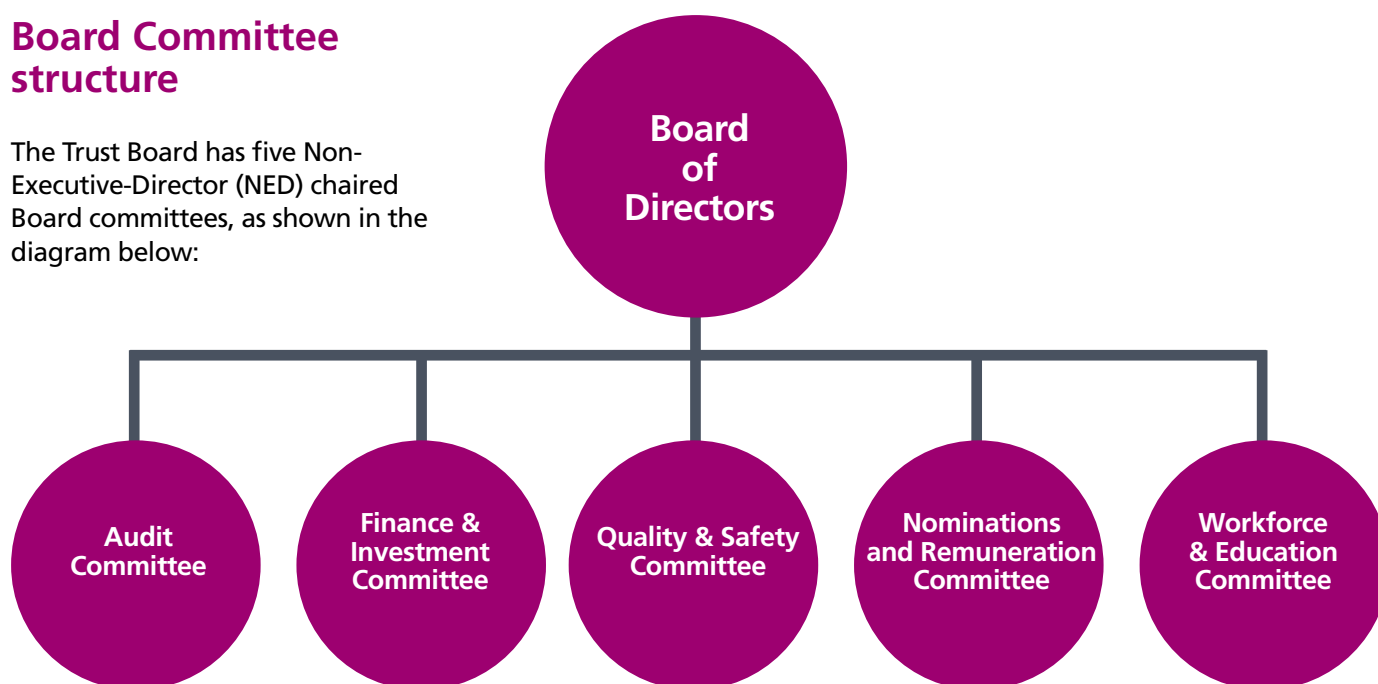 Board Committee
structure
The Trust Board has five Non-
Executive-Director (NED) chaired
Board committees, as shown in the
diagram below:
Board
of
Directors
Audit
Committee
Finance &
Investment
Committee
Quality & Safety
Committee
Nominations
and Remuneration
Committee
Workforce
& Education
Committee